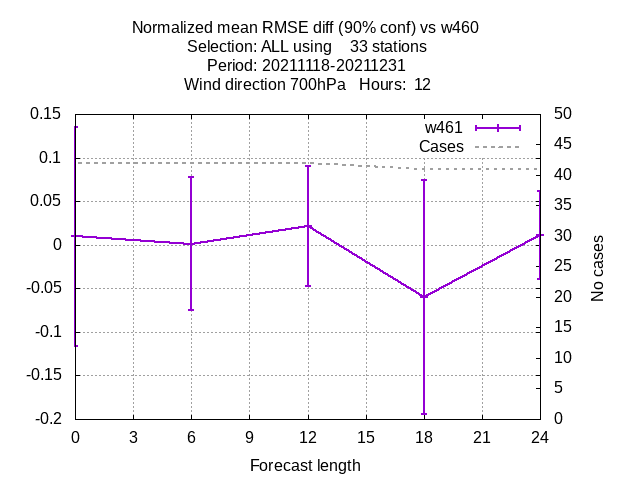 Normalized mean RMSE diff (90% conf) vs w460
Selection: ALL using    33 stations
Period: 20211118-20211231
Wind direction 700hPa   Hours:  12
w461
Cases
0.15
0.1
0.05
0
-0.05
-0.1
-0.15
-0.2
50
45
40
35
30
25
20
15
10
5
0
No cases
0 3 6 9 12 15 18 21 24
Forecast length